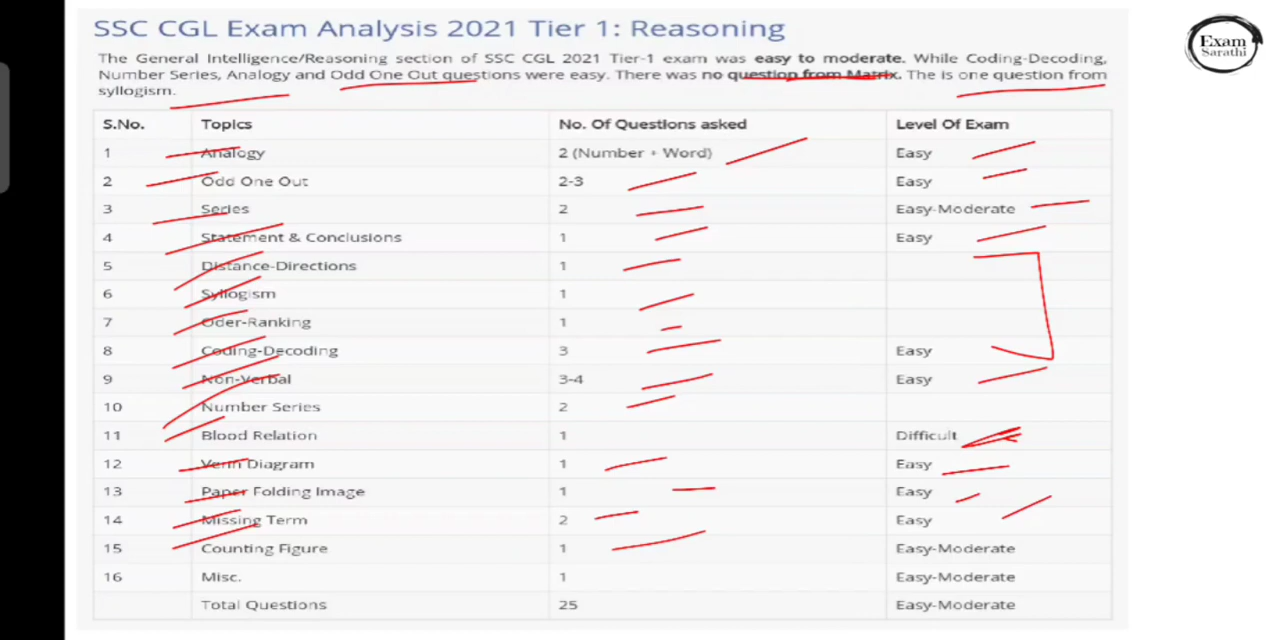 SSC CGL Exam Analysis 2021 Tier 1: Reasoning
Exam
Sarathi
The General Intelligence/Reasoning section of SSC CGL 2021 Tier-1 exam was easy to moderate. While Coding-Decoding,
Number Series, Analogy and Odd One Out questions were easy. There was no question from Matrix. The is one question from
syllogism.
S.No. Topics No. Of Questions asked Level Of Exam
1 Analogy 2 (Number + Word) Easy
2 Odd One Out 2-3 Easy
3 Series 2 Easy-Moderate
4 Statement & Conclusions 1 Easy
5 Distance-Directions 1
6 Syllogism 1
7 Oder-Ranking 1
8 Coding-Decoding 3 Easy
9 Non-Verbal 3-4 Easy
10 Number Series 2
11 Blood Relation 1 Difficult
12 Venn Diagram 1 Easy
13 Paper Folding Image 1 Easy
14 Missing Term 2 Easy
15 Counting Figure 1 Easy-Moderate
16 Misc. 1 Easy-Moderate
Total Questions 25 Easy-Moderate